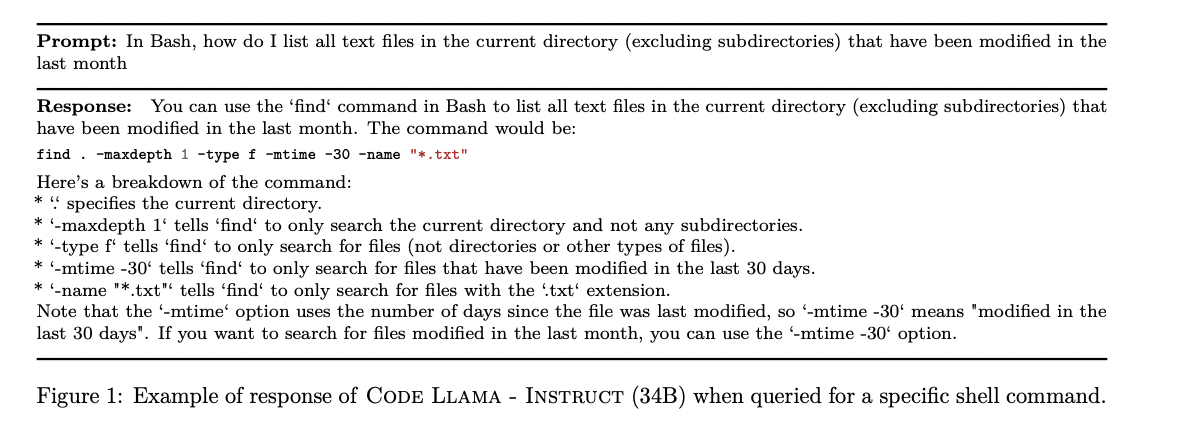 Prompt: In Bash, how do I list all text files in the current directory (excluding subdirectories) that have been modified in the
last month
Response: You can use the ‘find‘ command in Bash to list all text files in the current directory (excluding subdirectories) that
have been modified in the last month. The command would be:
find . -maxdepth 1 -type f -mtime -30 -name "*.txt"
Here's a breakdown of the command:
* ‘.‘ specifies the current directory.
* ‘-maxdepth 1‘ tells ‘find‘ to only search the current directory and not any subdirectories.
* ‘-type f‘ tells ‘find‘ to only search for files (not directories or other types of files).
* ‘-mtime -30‘ tells ‘find‘ to only search for files that have been modified in the last 30 days.
* ‘-name "*.txt"‘ tells ‘find‘ to only search for files with the ‘.txt‘ extension.
Note that the ‘-mtime‘ option uses the number of days since the file was last modified, so ‘-mtime -30‘ means "modified in the
last 30 days". If you want to search for files modified in the last month, you can use the ‘-mtime -30‘ option.
Figure 1: Example of response of Code Llama - Instruct (34B) when queried for a specific shell command.